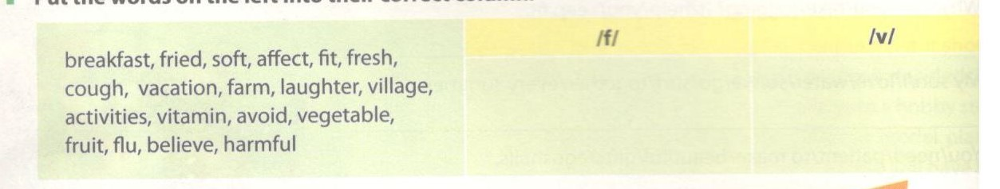 Put the words on the left into their correct column.
/f/ /v/
breakfast, fried, soft, affect, fit, fresh,
cough, vacation, farm, laughter, village,
activities, vitamin, avoid, vegetable,
fruit, flu, believe, harmful